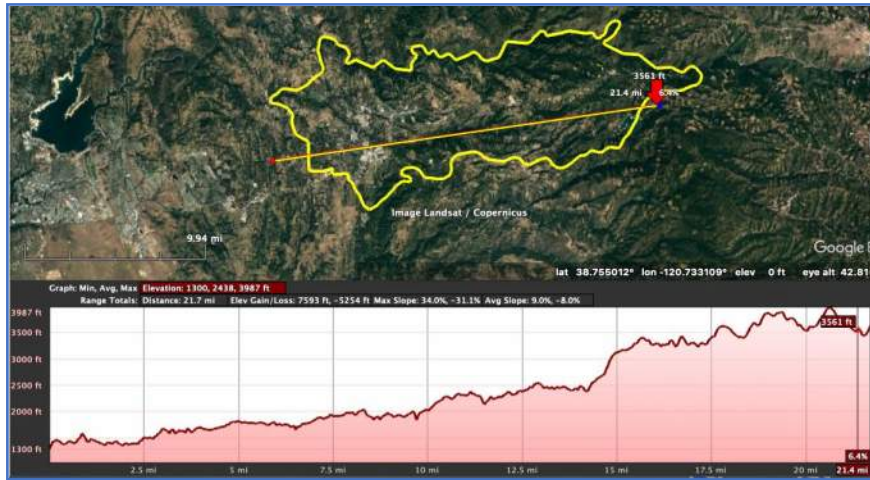 3561 ft
21.4 mi 6.4%
Image Landsat / Copernicus
9.94 mi
Google E
lat 38.755012° lon -120.733109° elev 0 ft eye alt 42.81
Graph: Min, Avg, Max Elevation: 1300, 2438, 3987 ft
Range Totals: Distance: 21.7 mi Elev Gain/Loss: 7593 ft, -5254 ft Max Slope: 34.0%, -31.1% Avg Slope: 9.0%, -8.0%
3987 ft
3561 ft
3500 ft
3000 ft
2500 ft
2000 ft
1300 ft
6.4%
2.5 mi 5 mi 7.5 mi 10 mi 12.5 mi 15 mi 17.5 mi 20 mi 21.4 mi